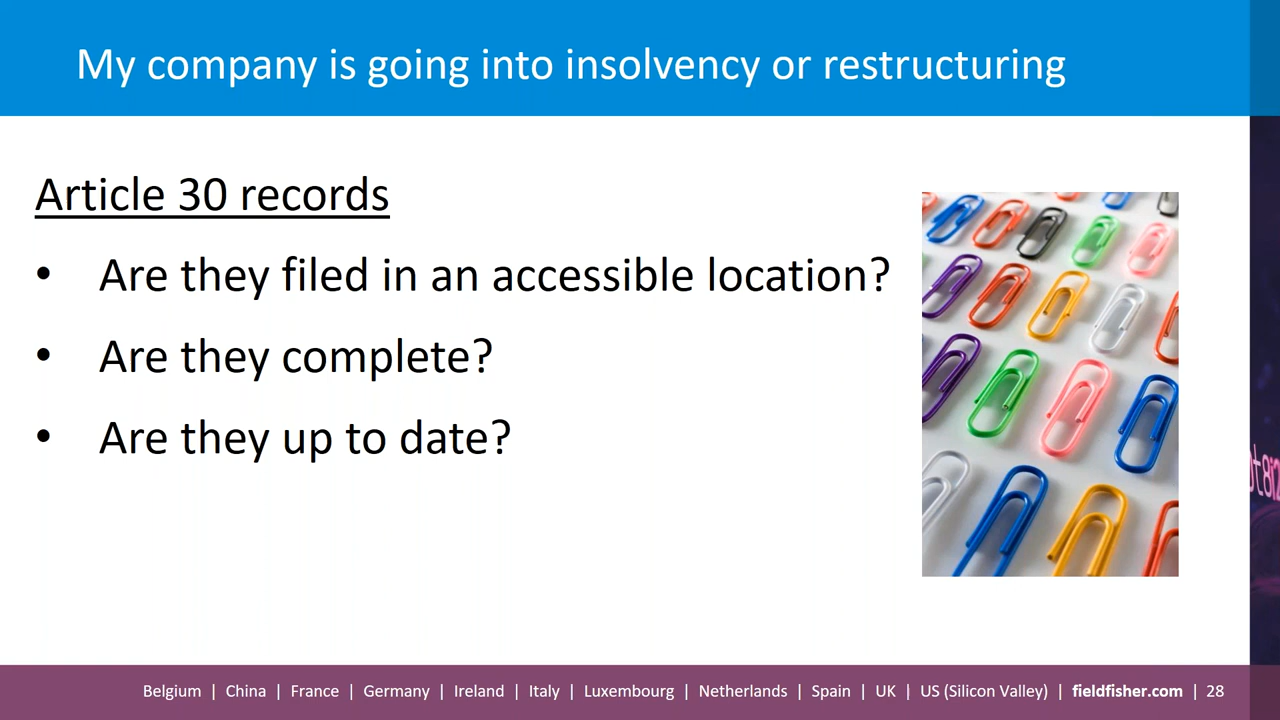 My company is going into insolvency or restructuring
Article 30 records
• Are they filed in an accessible location?
• Are they complete?
• Are they up to date?
Belgium | China | France | Germany | Ireland | Italy | Luxembourg | Netherlands | Spain | UK | US (Silicon Valley) | fieldfisher.com | 28